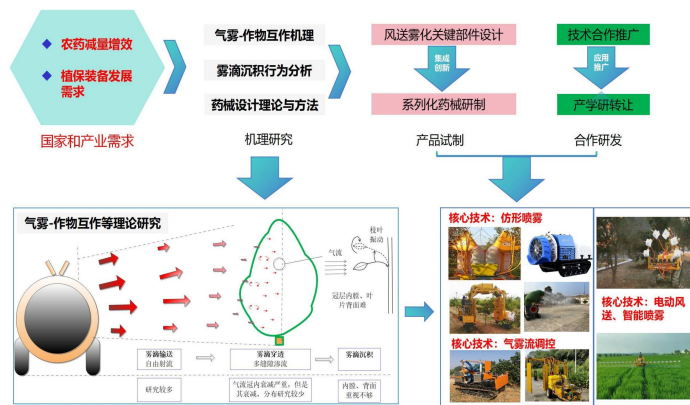 农药减量增效
植保装备发展
需求
国家和产业需求
气雾-作物互作机理
雾滴沉积行为分析
药械设计理论与方法
机理研究
风送雾化关键部件设计
集成
创新
系列化药械研制
产品试制
技术合作推广
应用
推广
产学研转让
合作研发
气雾-作物互作等理论研究
枝叶
振动
气流
冠层内膛、叶
片背面难
雾滴输送
自由射流
雾滴穿透
多缝隙渗流
雾滴沉积
研究较多
气流冠内衰减严重，但是
其衰减、分布研究较少
内膛、背面
重视不够
核心技术：仿形喷雾
核心技术：气雾流调控
核心技术：电动风
送、智能喷雾